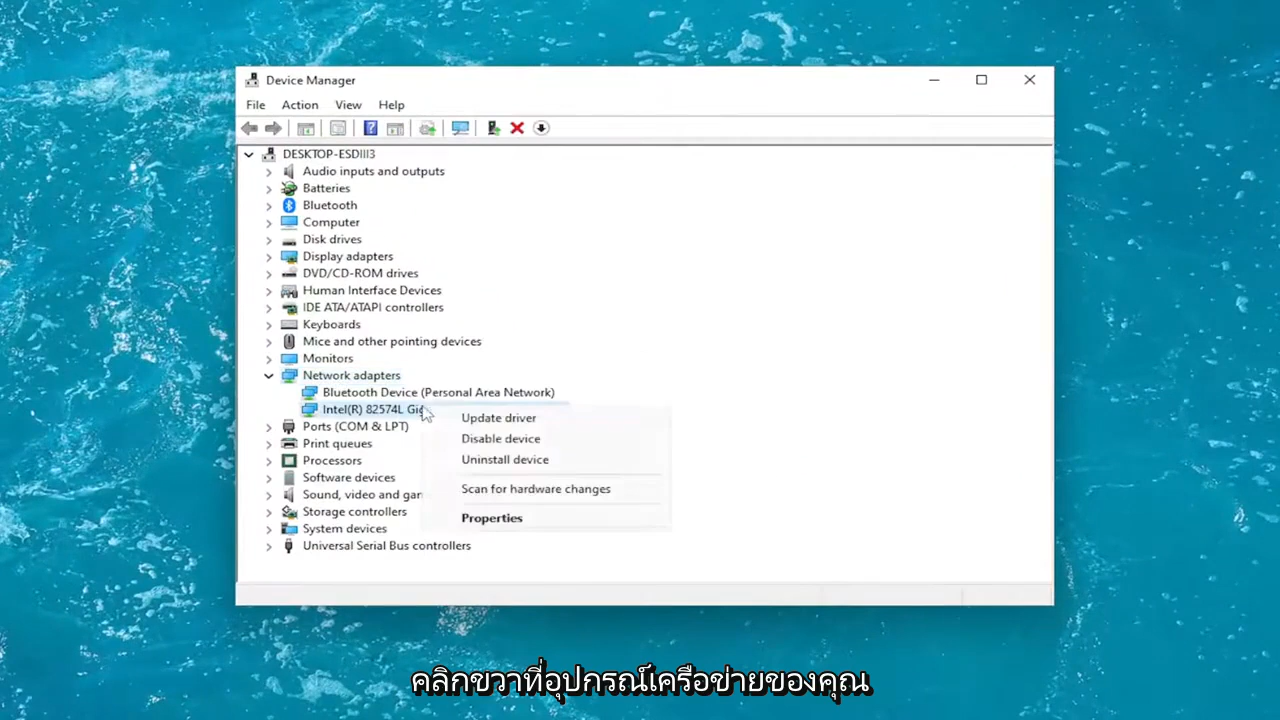 Device Manager
File Action View Help
DESKTOP-ESDIII3
Audio inputs and outputs
Batteries
Bluetooth
Computer
Disk drives
Display adapters
DVD/CD-ROM drives
Human Interface Devices
IDE ATA/ATAPI controllers
Keyboards
Mice and other pointing devices
Monitors
Network adapters
Bluetooth Device (Personal Area Network)
Intel(R) 82574L Gig
Ports (COM & LPT)
Print queues
Processors
Software devices
Sound, video and gam
Storage controllers
System devices
Universal Serial Bus controllers
Update driver
Disable device
Uninstall device
Scan for hardware changes
Properties
คลิกขวาที่อุปกรณ์เครือข่ายของคุณ